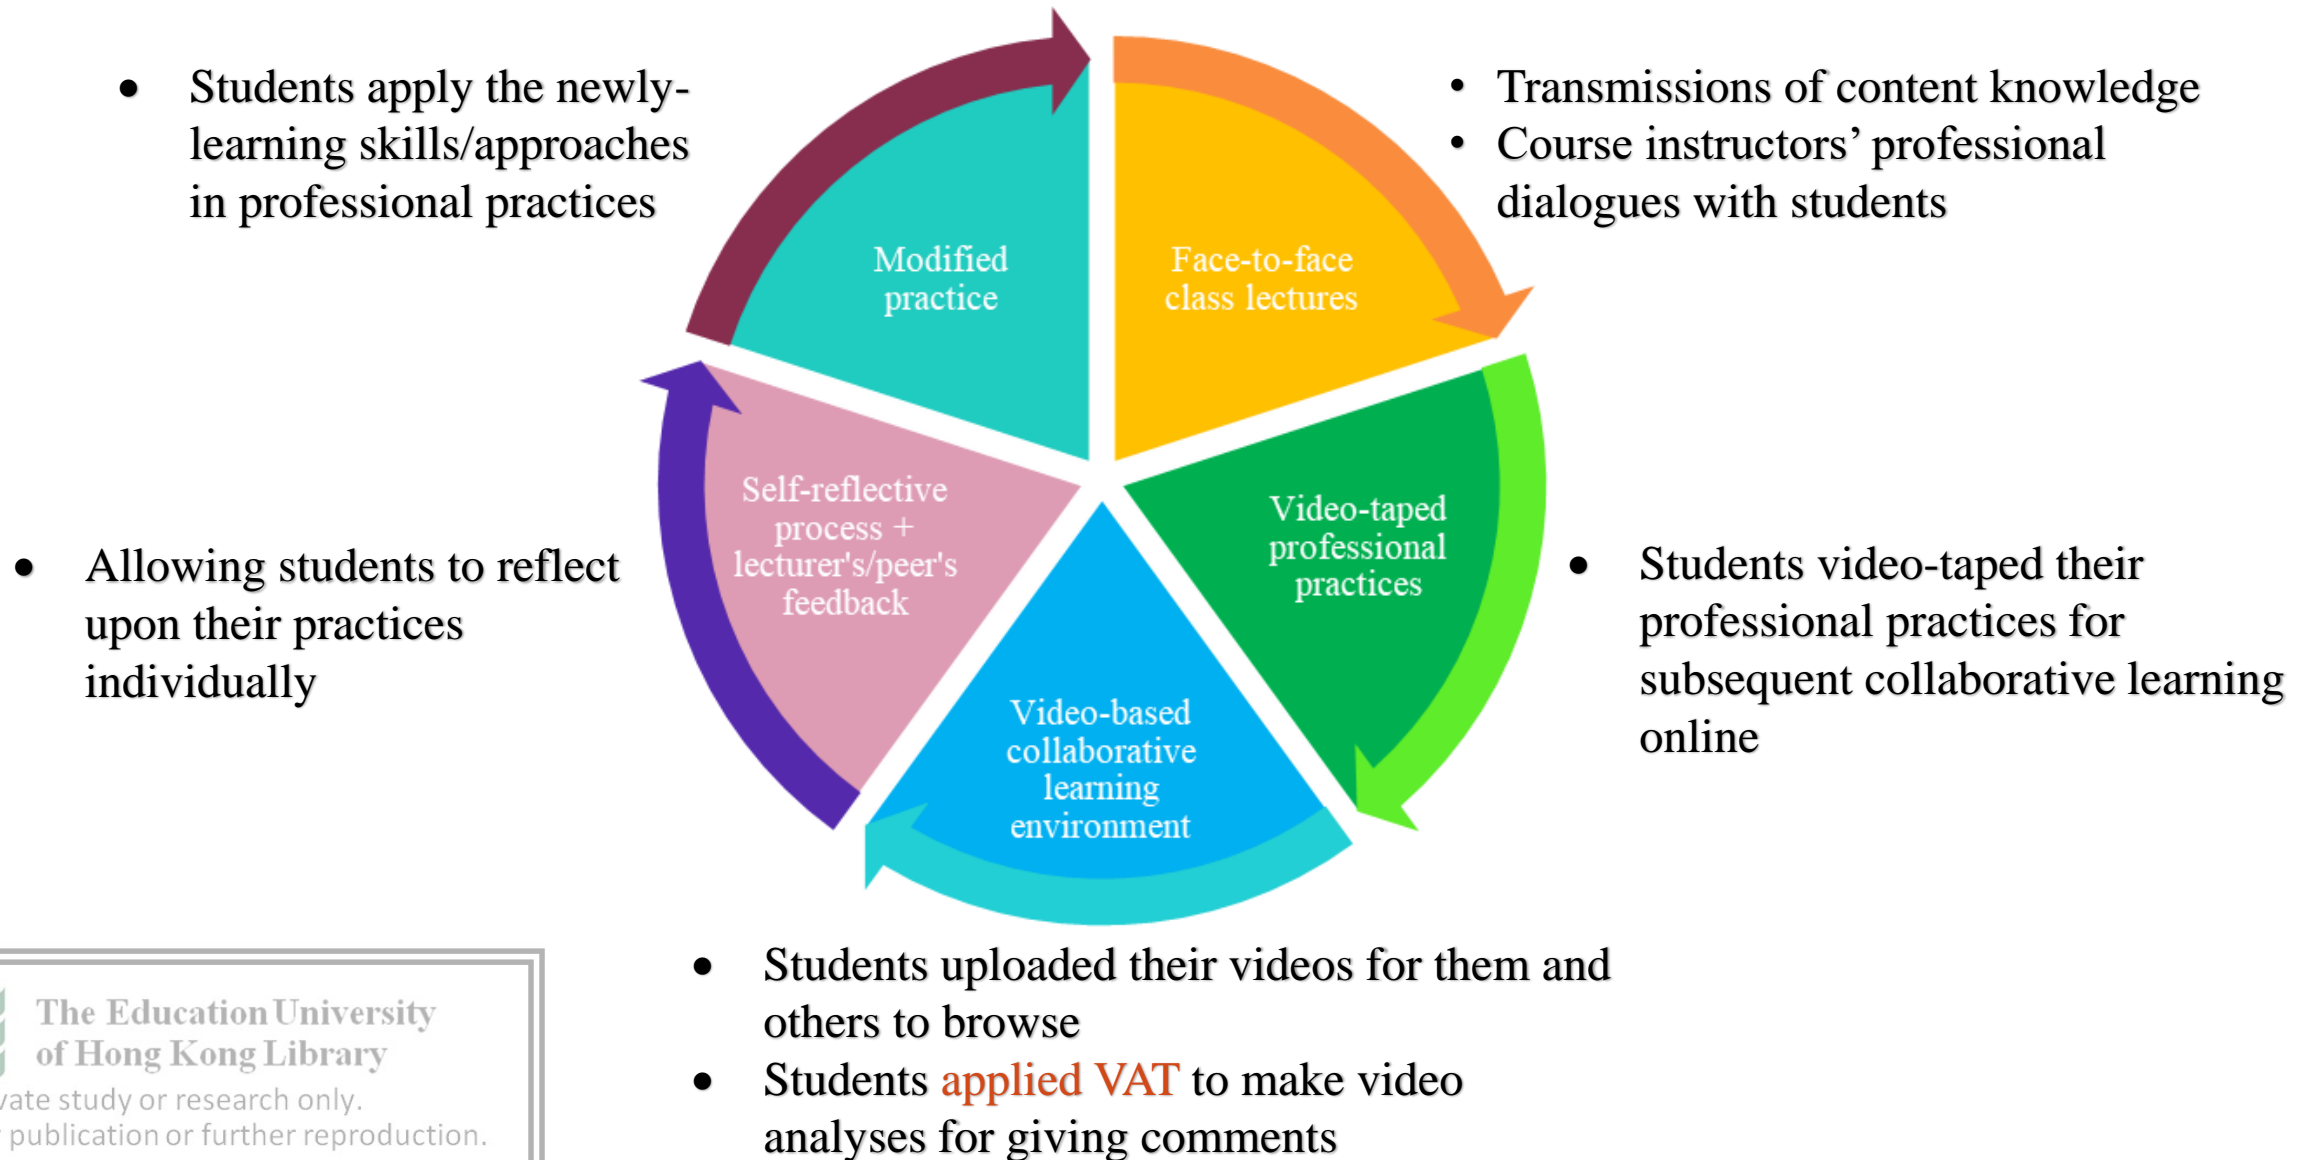 • Students apply the newly-
learning skills/approaches
in professional practices
• Transmissions of content knowledge
• Course instructors’ professional
dialogues with students
Modified
practice
Face-to-face
class lectures
Self-reflective
process +
lecturer's/peer's
feedback
Video-taped
professional
practices
Video-based
collaborative
learning
environment
• Allowing students to reflect
upon their practices
individually
• Students video-taped their
professional practices for
subsequent collaborative learning
online
• Students uploaded their videos for them and
others to browse
• Students applied VAT to make video
analyses for giving comments
The Education University
of Hong Kong Library
study or research only.
publication or further reproduction.